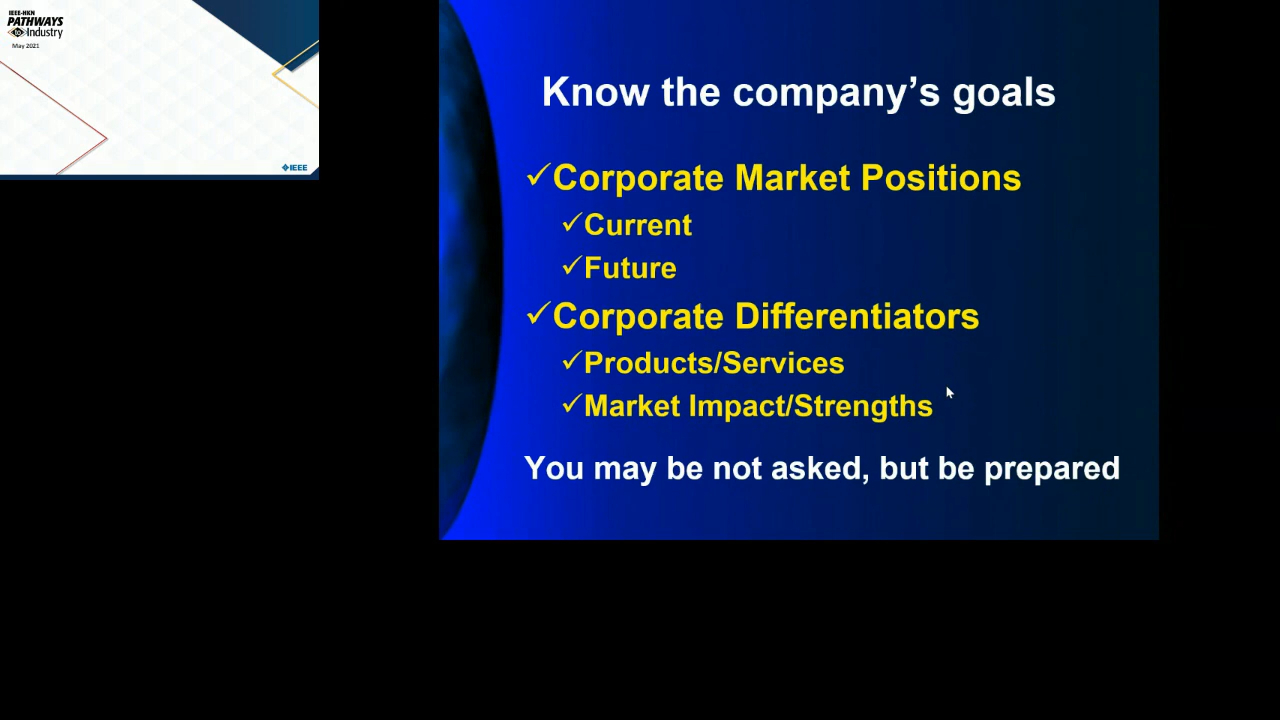 IEEE-HKN
PATHWAYS
to Industry
May 2021
IEEE
Know the company’s goals
✓Corporate Market Positions
✓Current
✓Future
✓Corporate Differentiators
✓Products/Services
✓Market Impact/Strengths
You may be not asked, but be prepared